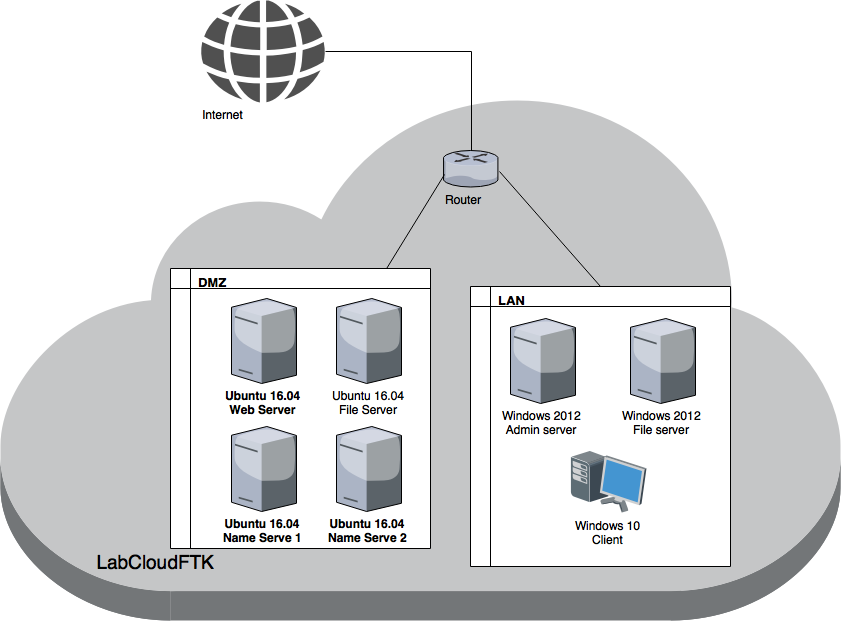 Internet
Router
DMZ
Ubuntu 16.04
Web Server
Ubuntu 16.04
File Server
Ubuntu 16.04
Name Serve 1
Ubuntu 16.04
Name Serve 2
LAN
Windows 2012
Admin server
Windows 2012
File server
Windows 10
Client
LabCloudFTK